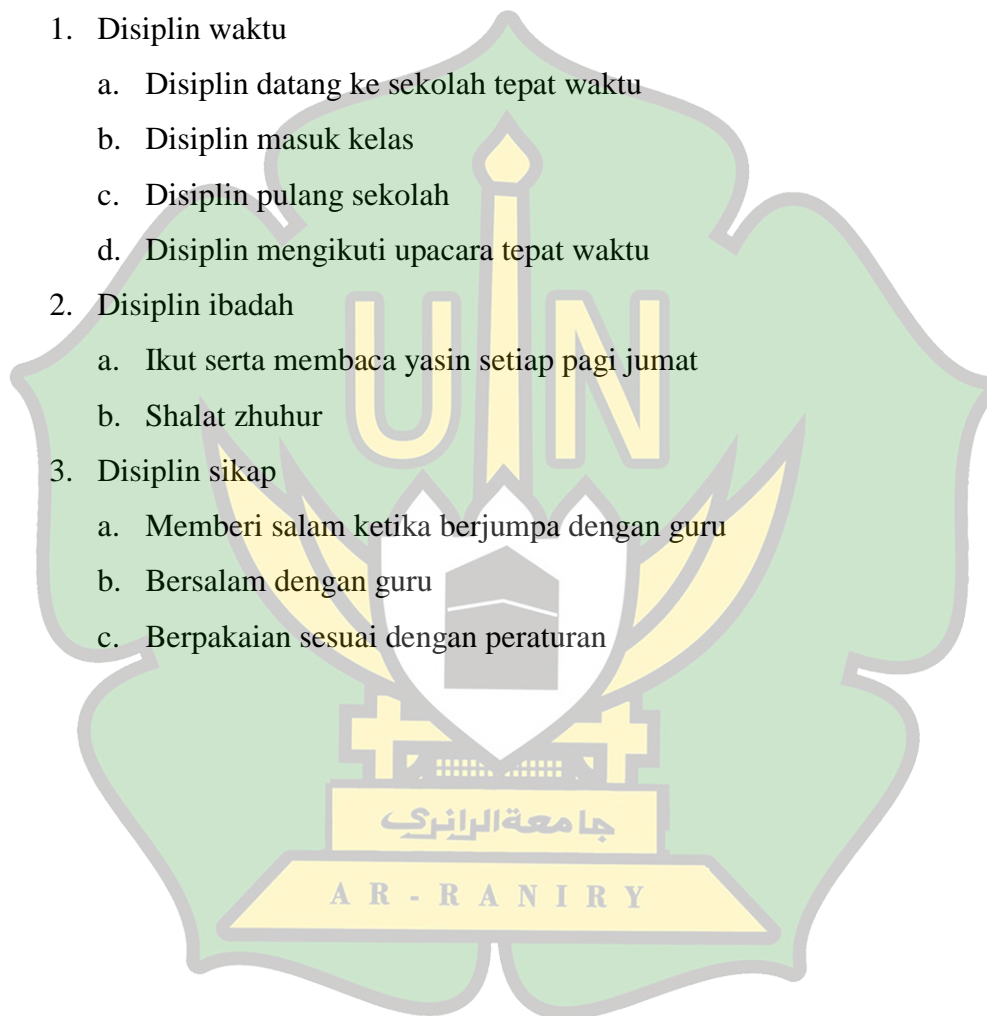 1. Disiplin waktu
a. Disiplin datang ke sekolah tepat waktu
b. Disiplin masuk kelas
c. Disiplin pulang sekolah
d. Disiplin mengikuti upacara tepat waktu
2. Disiplin ibadah
a. Ikut serta membaca yasin setiap pagi jumat
b. Shalat zhuhur
3. Disiplin sikap
a. Memberi salam ketika berjumpa dengan guru
b. Bersalam dengan guru
c. Berpakaian sesuai dengan peraturan
UIN
جامعة الرانري
AR-RANIRY